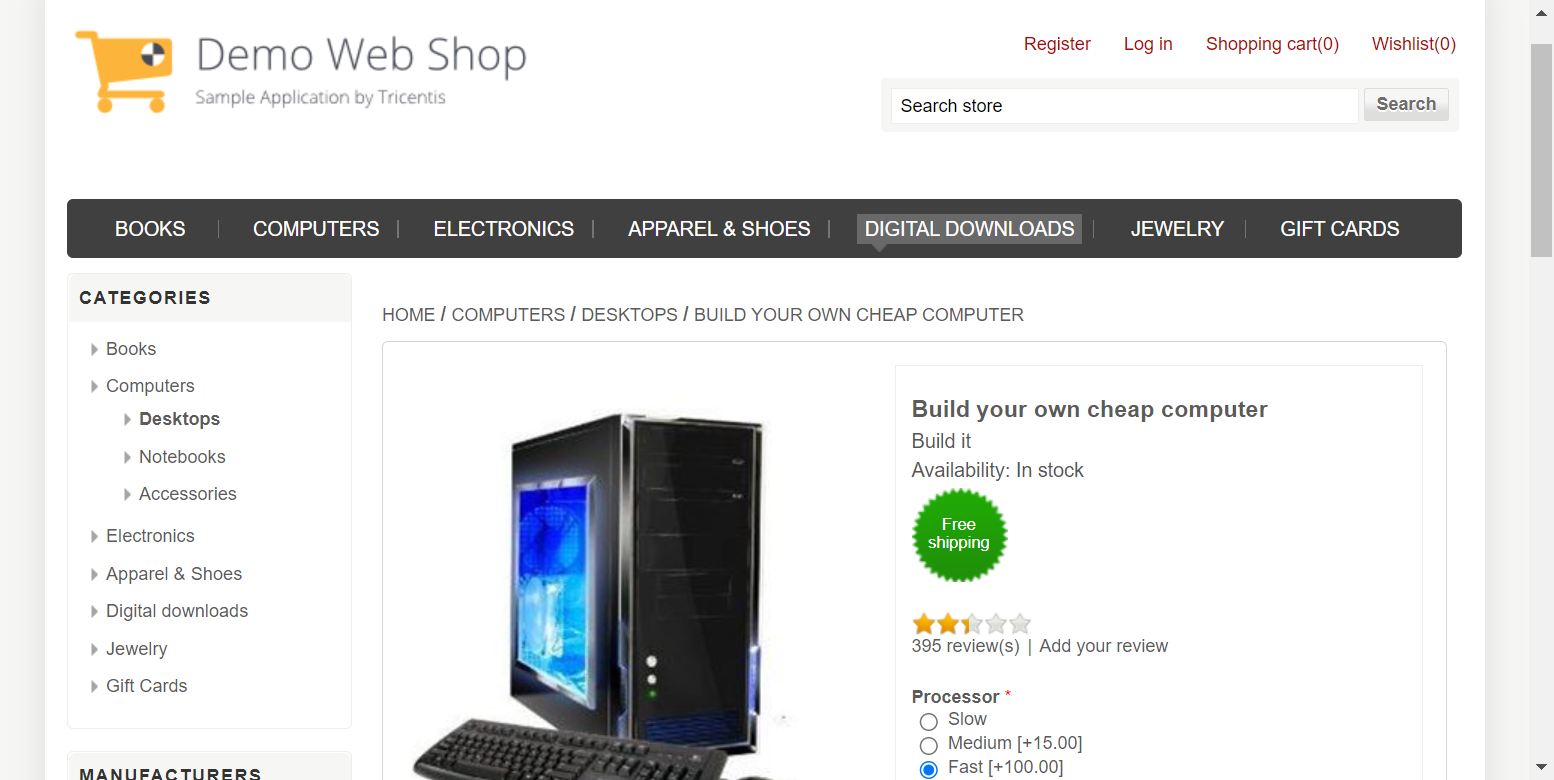 Demo Web Shop
Sample Application by Tricentis
Register Log in Shopping cart(0) Wishlist(0)
Search store Search
BOOKS COMPUTERS ELECTRONICS APPAREL & SHOES DIGITAL DOWNLOADS JEWELRY GIFT CARDS
CATEGORIES
Books
Computers
Desktops
Notebooks
Accessories
Electronics
Apparel & Shoes
Digital downloads
Jewelry
Gift Cards
MANUFACTURERS
HOME / COMPUTERS / DESKTOPS / BUILD YOUR OWN CHEAP COMPUTER
Build your own cheap computer
Build it
Availability: In stock
Free
shipping
395 review(s) | Add your review
Processor *
Slow
Medium [+15.00]
Fast [+100.00]